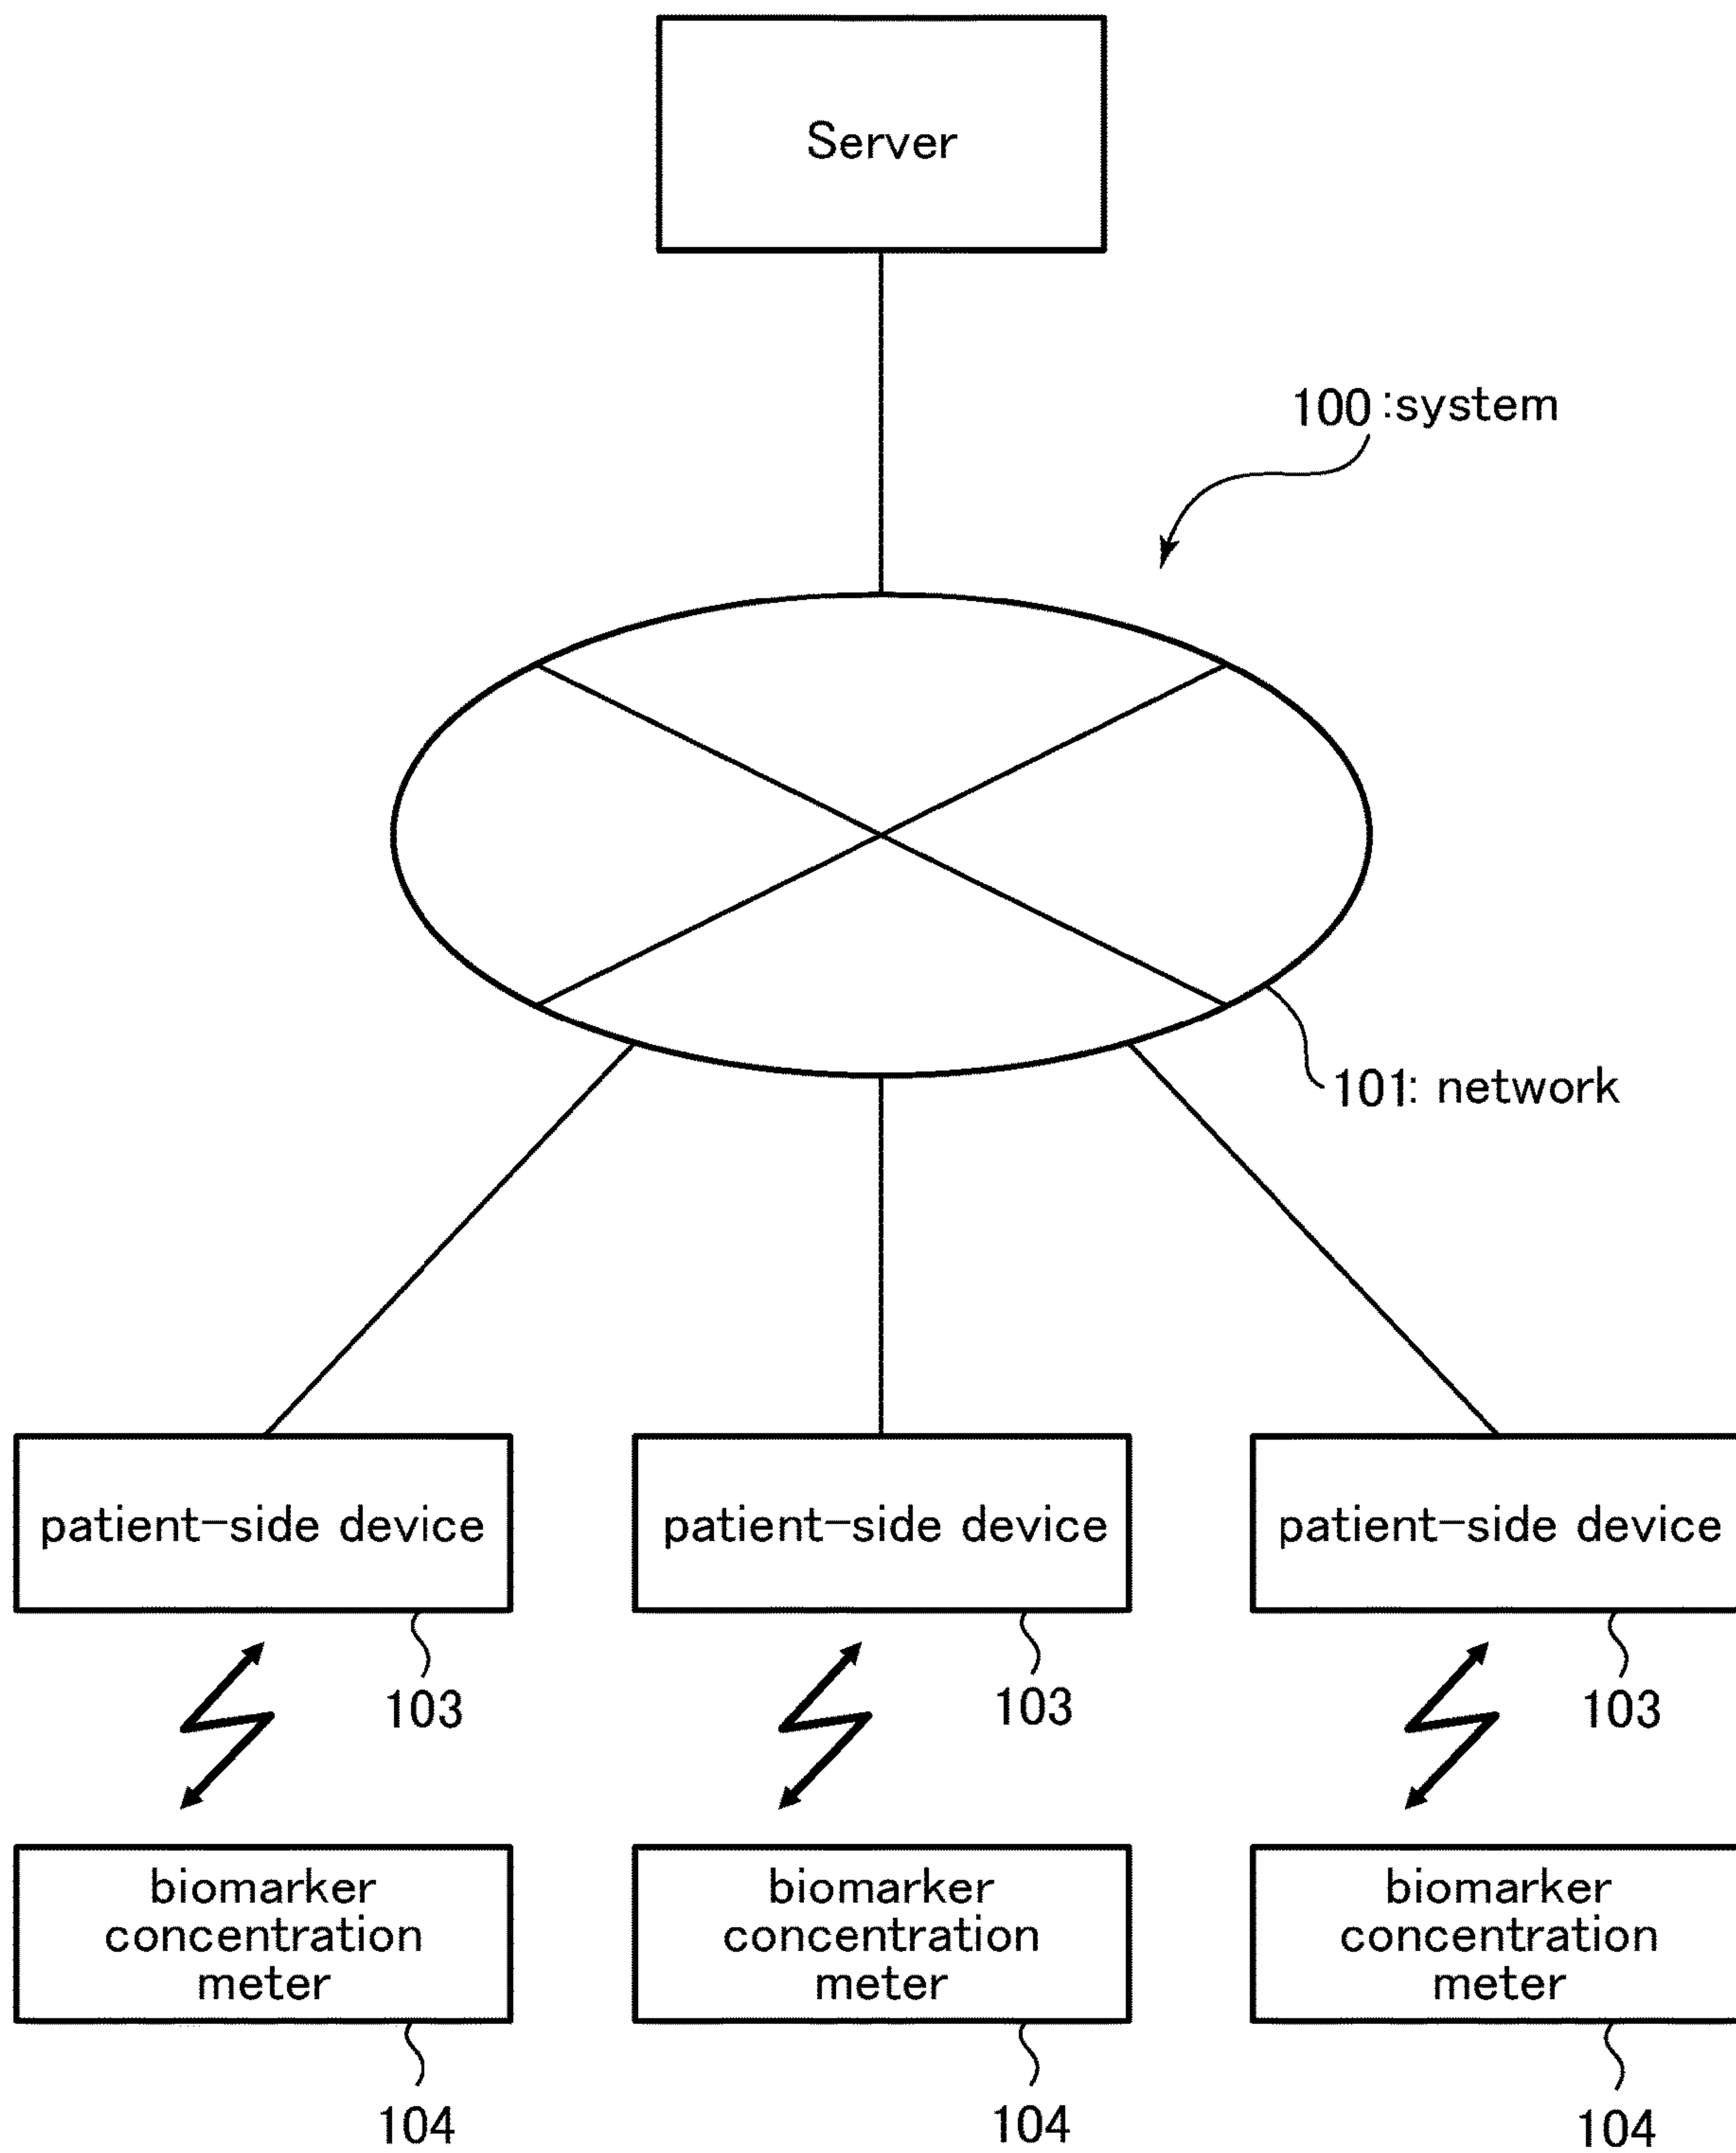 Server
100 :system
101: network
patient-side device
patient-side device
patient-side device
103
103
103
biomarker
concentration
meter
biomarker
concentration
meter
biomarker
concentration
meter
104
104
104